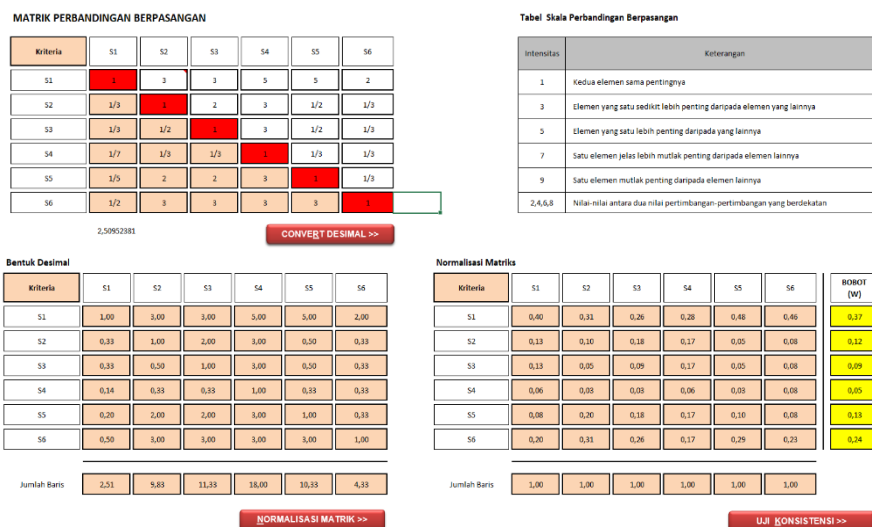 MATRIK PERBANDINGAN BERPASANGAN
Kriteria S1 S2 S3 S4 S5 S6
S1 1 3 3 5 5 2
S2 1/3 1 2 3 1/2 1/3
S3 1/3 1/2 1 3 1/2 1/3
S4 1/7 1/3 1/3 1 1/3 1/3
S5 1/5 2 2 3 1 1/3
S6 1/2 3 3 3 3 1
2,50952381
CONVERT DESIMAL >>
Tabel Skala Perbandingan Berpasangan
Intensitas Keterangan
1 Kedua elemen sama pentingnya
3 Elemen yang satu sedikit lebih penting daripada elemen yang lainnya
5 Elemen yang satu lebih penting daripada yang lainnya
7 Satu elemen jelas lebih mutlak penting daripada elemen lainnya
9 Satu elemen mutlak penting daripada elemen lainnya
2,4,6,8 Nilai-nilai antara dua nilai pertimbangan-pertimbangan yang berdekatan
Bentuk Desimal
Kriteria S1 S2 S3 S4 S5 S6
S1 1,00 3,00 3,00 5,00 5,00 2,00
S2 0,33 1,00 2,00 3,00 0,50 0,33
S3 0,33 0,50 1,00 3,00 0,50 0,33
S4 0,14 0,33 0,33 1,00 0,33 0,33
S5 0,20 2,00 2,00 3,00 1,00 0,33
S6 0,50 3,00 3,00 3,00 3,00 1,00
Jumlah Baris 2,51 9,83 11,33 18,00 10,33 4,33
NORMALISASI MATRIK >>
Normalisasi Matriks
Kriteria S1 S2 S3 S4 S5 S6 BOBOT (W)
S1 0,40 0,31 0,26 0,28 0,48 0,46 0,37
S2 0,13 0,10 0,18 0,17 0,05 0,08 0,12
S3 0,13 0,05 0,09 0,17 0,05 0,08 0,09
S4 0,06 0,03 0,03 0,06 0,03 0,08 0,05
S5 0,08 0,20 0,18 0,17 0,10 0,08 0,13
S6 0,20 0,31 0,26 0,17 0,29 0,23 0,24
Jumlah Baris 1,00 1,00 1,00 1,00 1,00 1,00
UJI KONSISTENSI >>